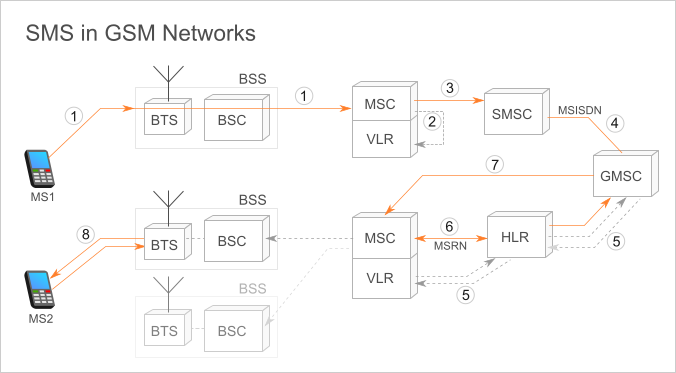 SMS in GSM Networks
BSS
1
1
3
MSISDN
BTS
BSC
MSC
2
VLR
SMSC
4
MS1
7
GMSC
BSS
8
BTS
BSC
MSC
6
MSRN
HLR
5
VLR
5
MS2
BSS
BTS
BSC